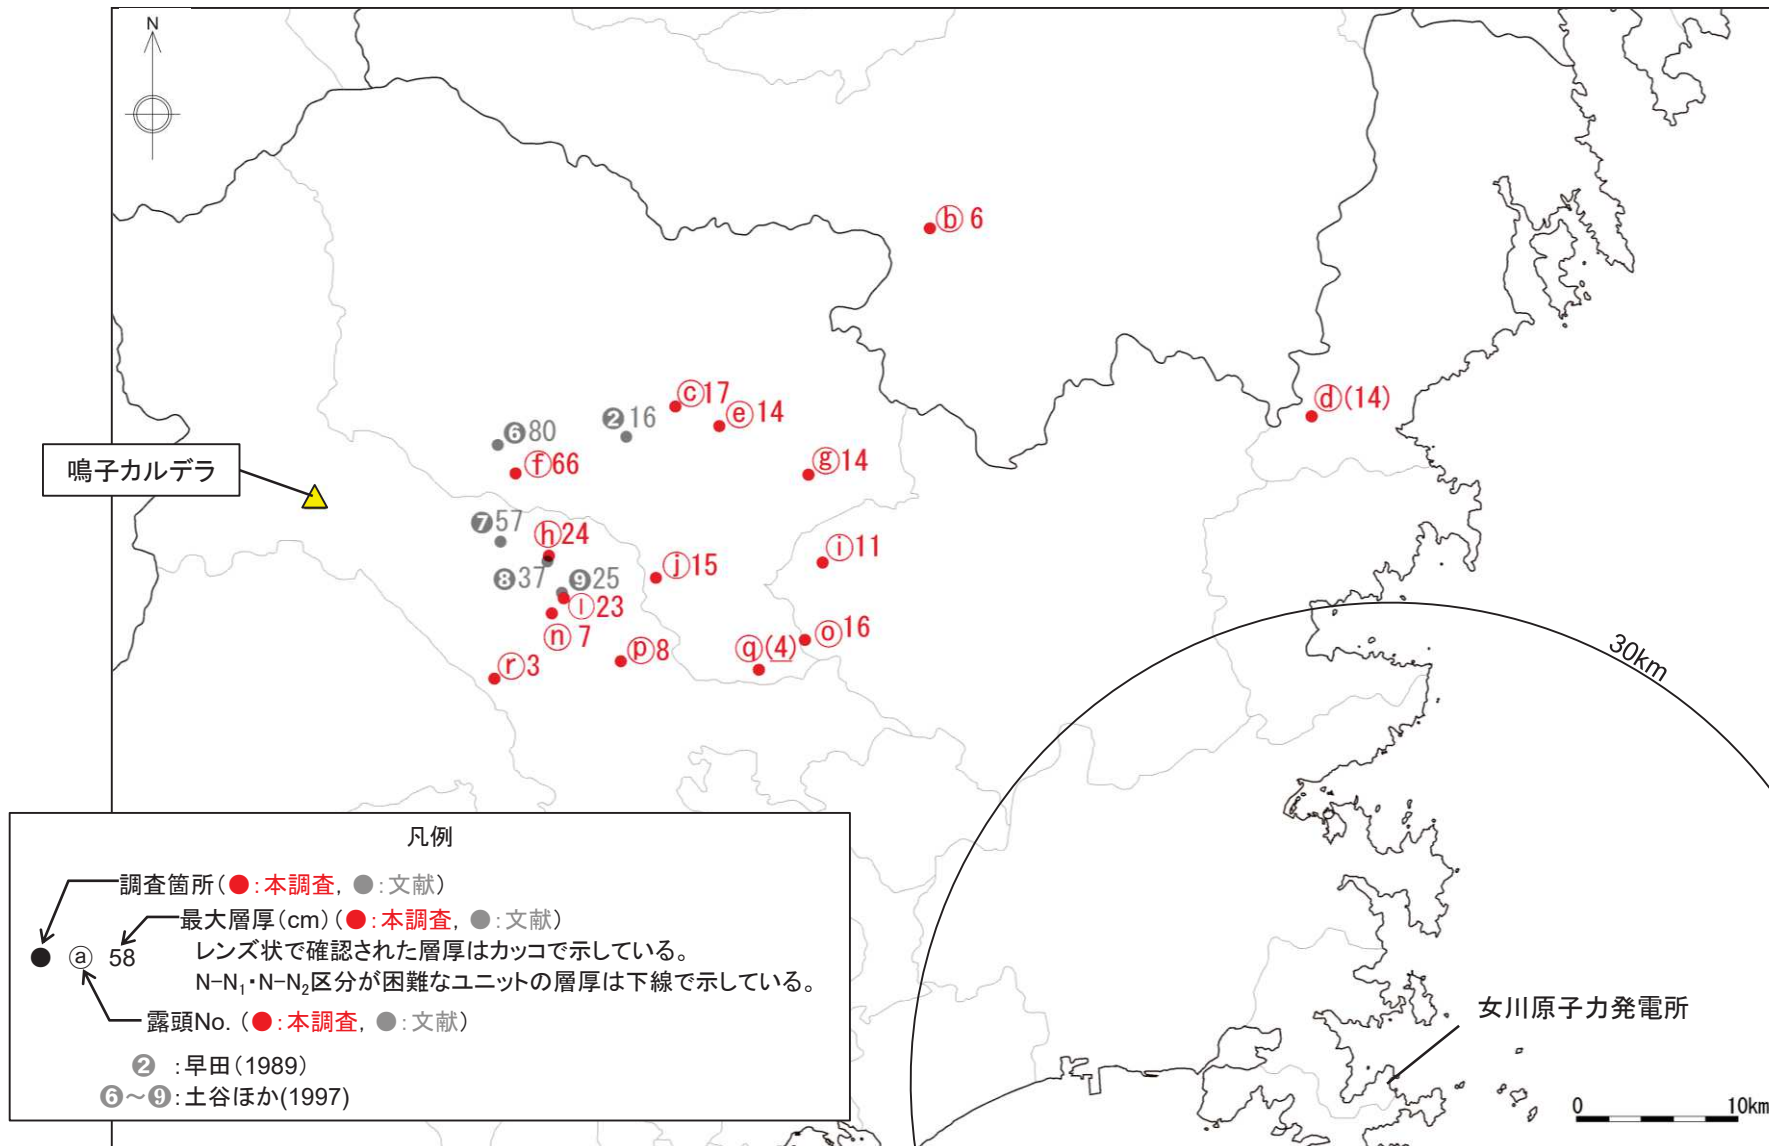 N
ⓑ 6
ⓒ17
ⓔ14
ⓓ(14)
❷16
❻80
ⓕ66
ⓖ14
鳴子カルデラ
❼57
ⓗ24
ⓘ11
ⓙ15
❽37
❾25
ⓛ23
ⓝ 7
ⓞ16
ⓟ8
ⓠ(4)
ⓡ3
30km
凡例
調査箇所(●:本調査, ●:文献)
最大層厚(cm)(●:本調査, ●:文献)
レンズ状で確認された層厚はカッコで示している。
ⓐ 58
N-N₁・N-N₂区分が困難なユニットの層厚は下線で示している。
露頭No. (●:本調査, ●:文献)
❷ :早田(1989)
❻~❾:土谷ほか(1997)
女川原子力発電所
0 10km